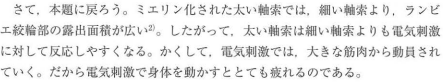 さて，本題に戻ろう。ミエリン化された太い軸索では，細い軸索より，ランビ
エ絞輪部の露出面積が広い2)。したがって，太い軸索は細い軸索よりも電気刺激
に対して反応しやすくなる。かくして，電気刺激では，大きな筋肉から動員され
ていく。だから電気刺激で身体を動かすととても疲れるのである。